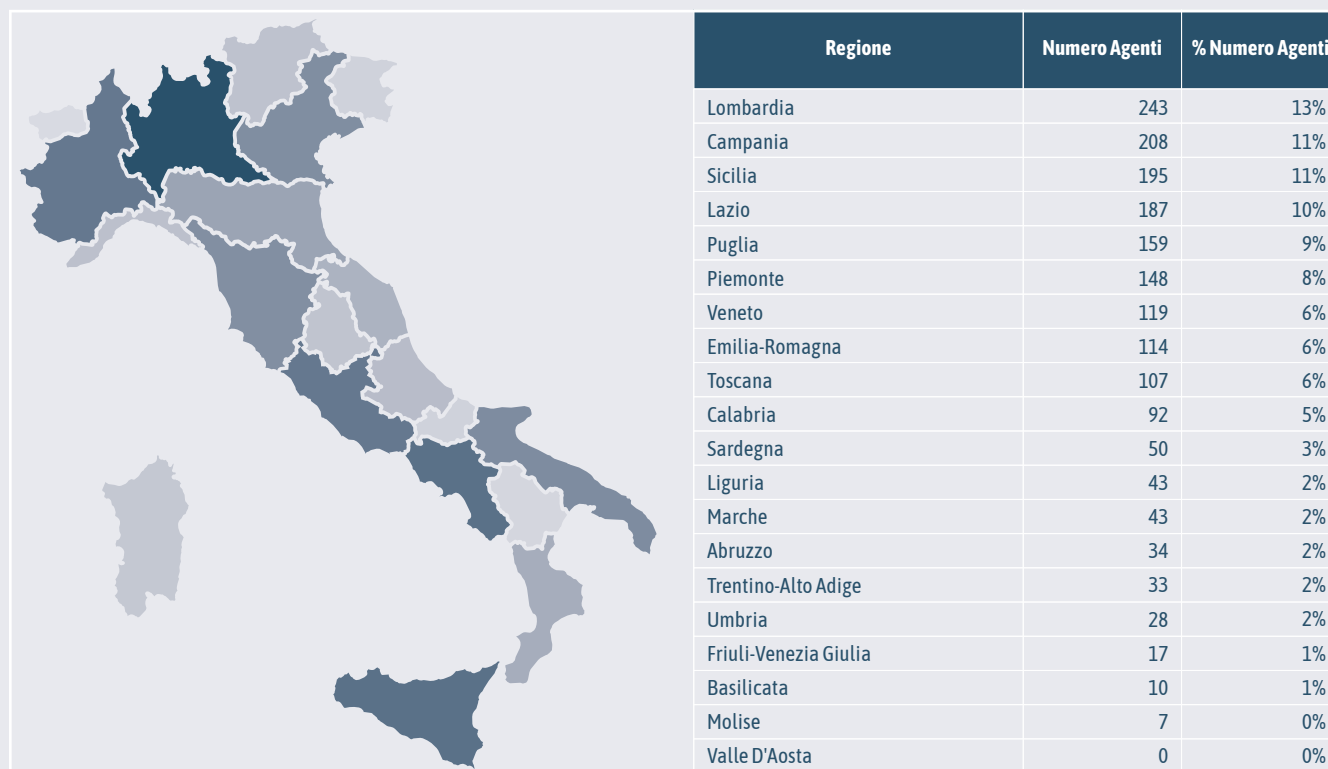 Regione Numero Agenti % Numero Agenti
Lombardia 243 13%
Campania 208 11%
Sicilia 195 11%
Lazio 187 10%
Puglia 159 9%
Piemonte 148 8%
Veneto 119 6%
Emilia-Romagna 114 6%
Toscana 107 6%
Calabria 92 5%
Sardegna 50 3%
Liguria 43 2%
Marche 43 2%
Abruzzo 34 2%
Trentino-Alto Adige 33 2%
Umbria 28 2%
Friuli-Venezia Giulia 17 1%
Basilicata 10 1%
Molise 7 0%
Valle D'Aosta 0 0%